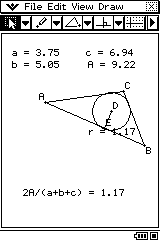 File Edit View Draw
a = 3.75 c = 6.94
b = 5.05 A = 9.22
C
A
D
E
r = 1.17
B
2A/(a+b+c) = 1.17